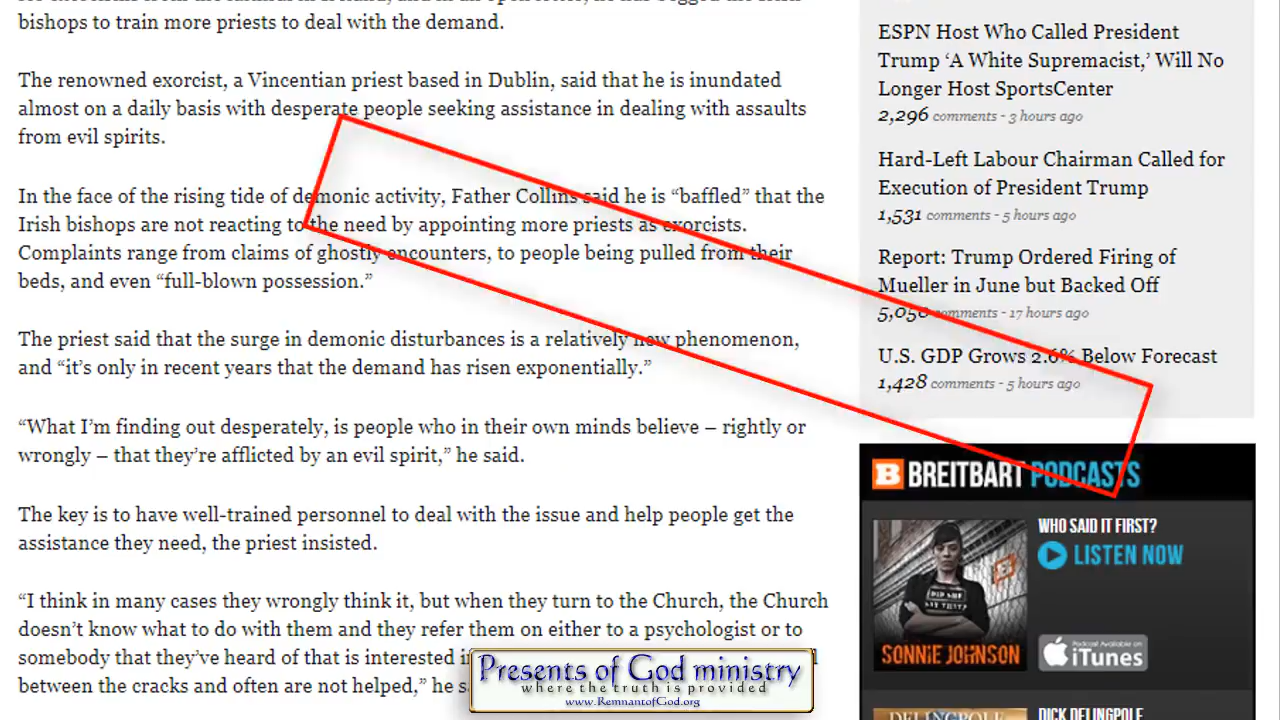 bishops to train more priests to deal with the demand.
The renowned exorcist, a Vincentian priest based in Dublin, said that he is inundated
almost on a daily basis with desperate people seeking assistance in dealing with assaults
from evil spirits.
In the face of the rising tide of demonic activity, Father Collins said he is “baffled” that the
Irish bishops are not reacting to the need by appointing more priests as exorcists.
Complaints range from claims of ghostly encounters, to people being pulled from their
beds, and even “full-blown possession.”
The priest said that the surge in demonic disturbances is a relatively new phenomenon,
and “it’s only in recent years that the demand has risen exponentially.”
“What I’m finding out desperately, is people who in their own minds believe – rightly or
wrongly – that they’re afflicted by an evil spirit,” he said.
The key is to have well-trained personnel to deal with the issue and help people get the
assistance they need, the priest insisted.
“I think in many cases they wrongly think it, but when they turn to the Church, the Church
doesn’t know what to do with them and they refer them on either to a psychologist or to
somebody that they’ve heard of that is interested
between the cracks and often are not helped,” he
ESPN Host Who Called President
Trump ‘A White Supremacist,’ Will No
Longer Host SportsCenter
2,296 comments - 3 hours ago
Hard-Left Labour Chairman Called for
Execution of President Trump
1,531 comments - 5 hours ago
Report: Trump Ordered Firing of
Mueller in June but Backed Off
5,050 comments - 17 hours ago
U.S. GDP Grows 2.6% Below Forecast
1,428 comments - 5 hours ago
B BREITBART PODCASTS
WHO SAID IT FIRST?
LISTEN NOW
SONNIE JOHNSON
Podcast Available on
iTunes
DELINGPOLE
DICK DELINGPOLE
Presents of God ministry
where the truth is provided
www.RemnantofGod.org